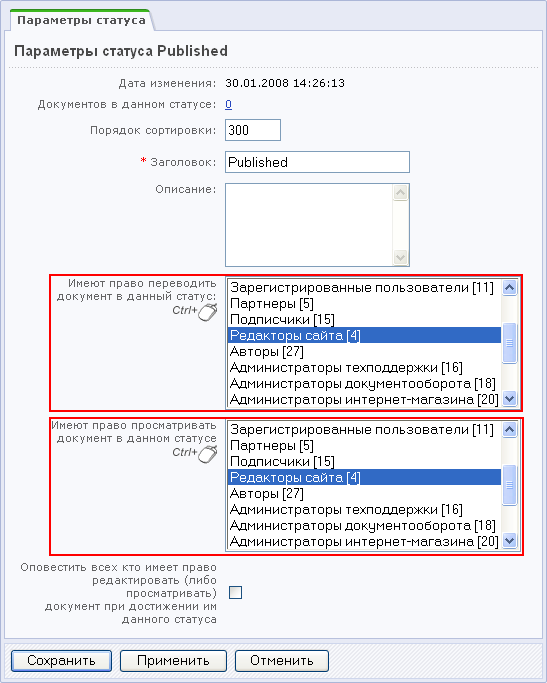 Параметры статуса
Параметры статуса Published
Дата изменения: 30.01.2008 14:26:13
Документов в данном статусе: 0
Порядок сортировки: 300
* Заголовок: Published
Описание:
Имеют право переводить
документ в данный статус:
Ctrl+
Зарегистрированные пользователи [11]
Партнеры [5]
Подписчики [15]
Редакторы сайта [4]
Авторы [27]
Администраторы техподдержки [16]
Администраторы документооборота [18]
Администраторы интернет-магазина [20]
Имеют право просматривать
документ в данном статусе
Ctrl+
Зарегистрированные пользователи [11]
Партнеры [5]
Подписчики [15]
Редакторы сайта [4]
Авторы [27]
Администраторы техподдержки [16]
Администраторы документооборота [18]
Администраторы интернет-магазина [20]
Оповестить всех кто имеет право
редактировать (либо
просматривать)
документ при достижении им
данного статуса
Сохранить Применить Отменить